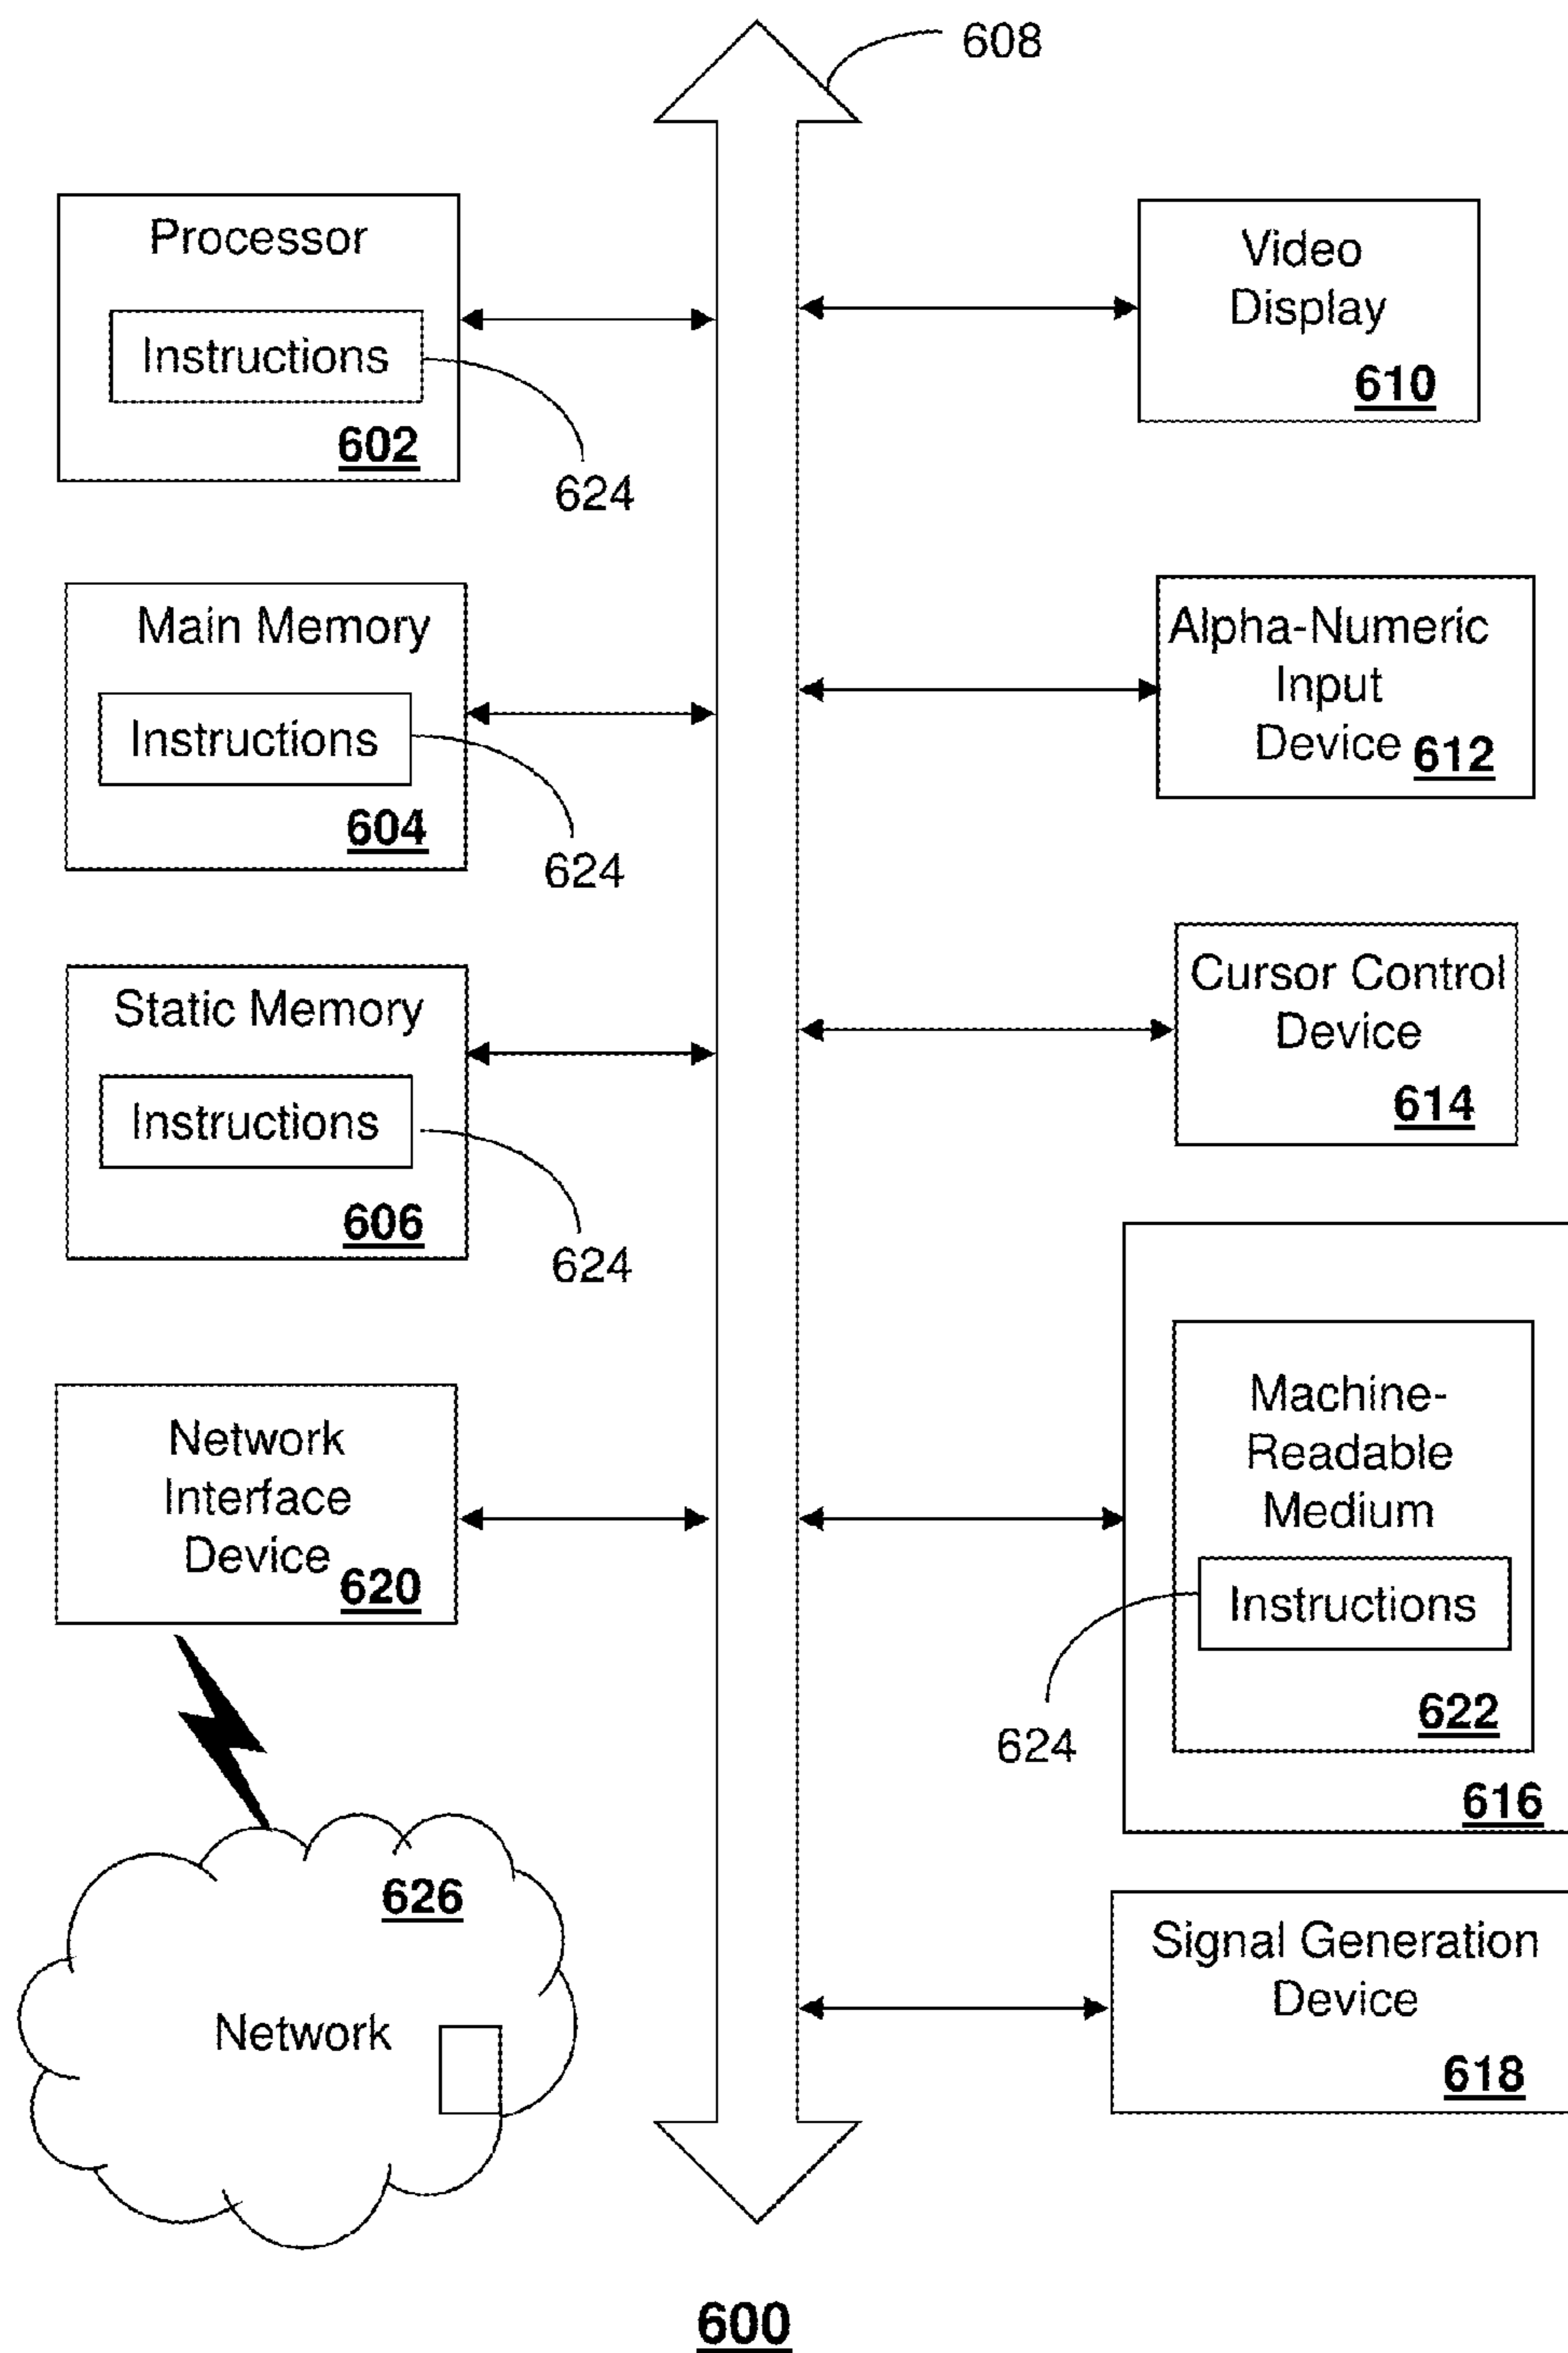 608
Processor
Instructions
602
624
Main Memory
Instructions
604
624
Static Memory
Instructions
606
624
Network
Interface
Device
620
626
Network
Video
Display
610
Alpha-Numeric
Input
Device
612
Cursor Control
Device
614
Machine-
Readable
Medium
Instructions
624
622
616
Signal Generation
Device
618
600